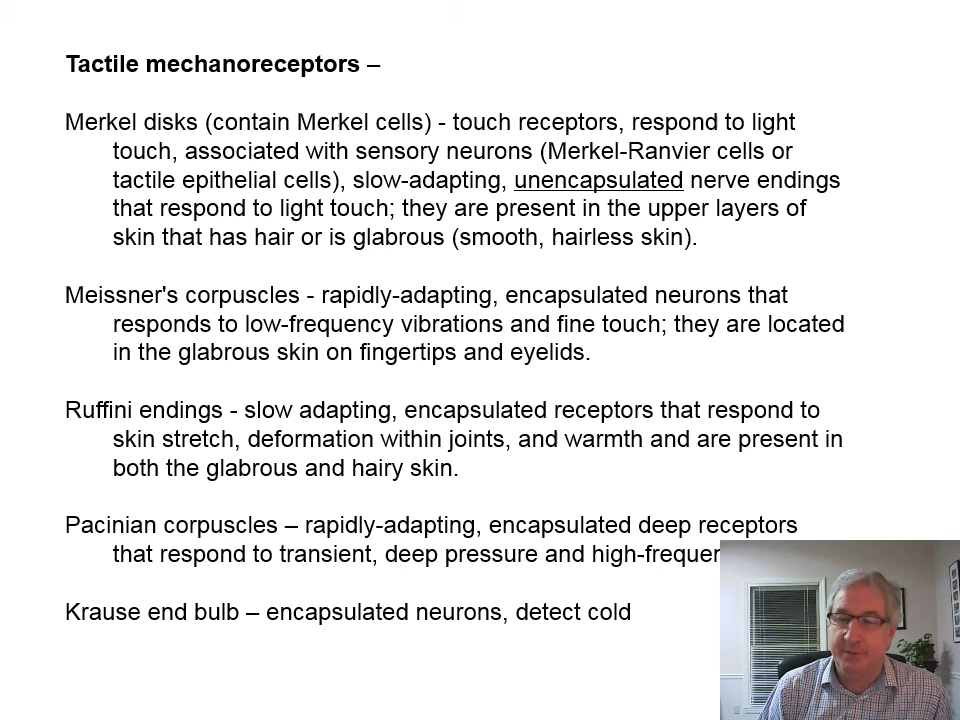 Tactile mechanoreceptors –
Merkel disks (contain Merkel cells) - touch receptors, respond to light
touch, associated with sensory neurons (Merkel-Ranvier cells or
tactile epithelial cells), slow-adapting, unencapsulated nerve endings
that respond to light touch; they are present in the upper layers of
skin that has hair or is glabrous (smooth, hairless skin).
Meissner's corpuscles - rapidly-adapting, encapsulated neurons that
responds to low-frequency vibrations and fine touch; they are located
in the glabrous skin on fingertips and eyelids.
Ruffini endings - slow adapting, encapsulated receptors that respond to
skin stretch, deformation within joints, and warmth and are present in
both the glabrous and hairy skin.
Pacinian corpuscles – rapidly-adapting, encapsulated deep receptors
that respond to transient, deep pressure and
Krause end bulb – encapsulated neurons, detect cold